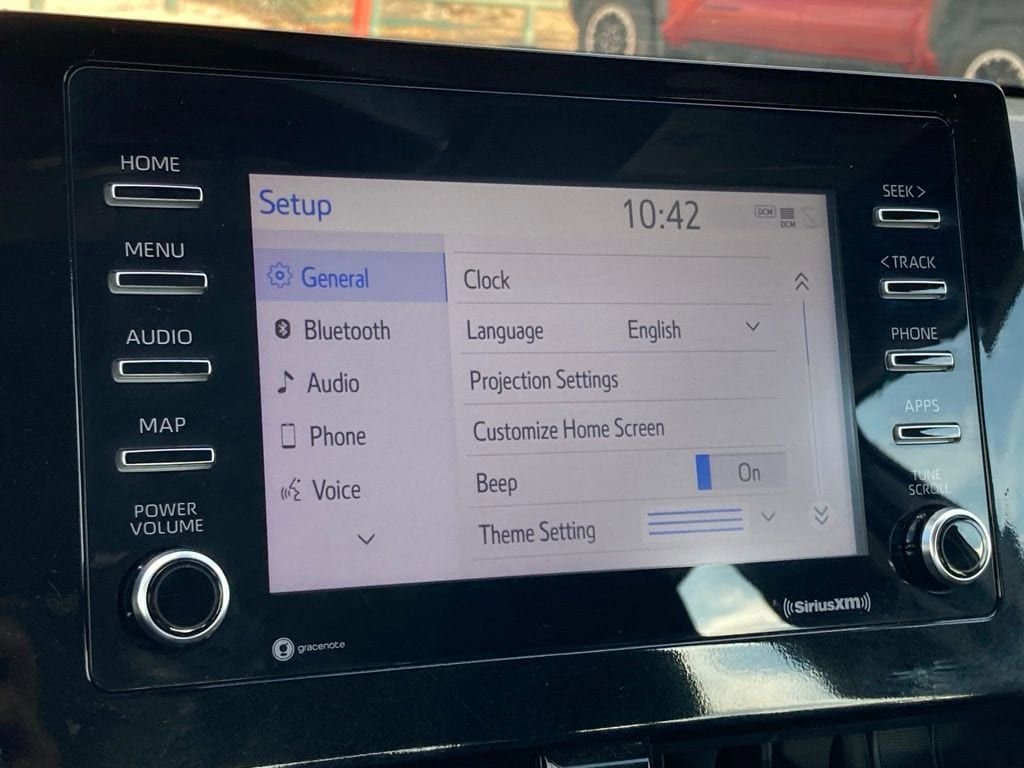 HOME
MENU
AUDIO
MAP
POWER
VOLUME
Setup
10:42
DCM
DCM
General
Bluetooth
Audio
Phone
Voice
Clock
Language English
Projection Settings
Customize Home Screen
Beep On
Theme Setting
SEEK >
< TRACK
PHONE
APPS
TUNE
SCROLL
gracenote
SiriusXM